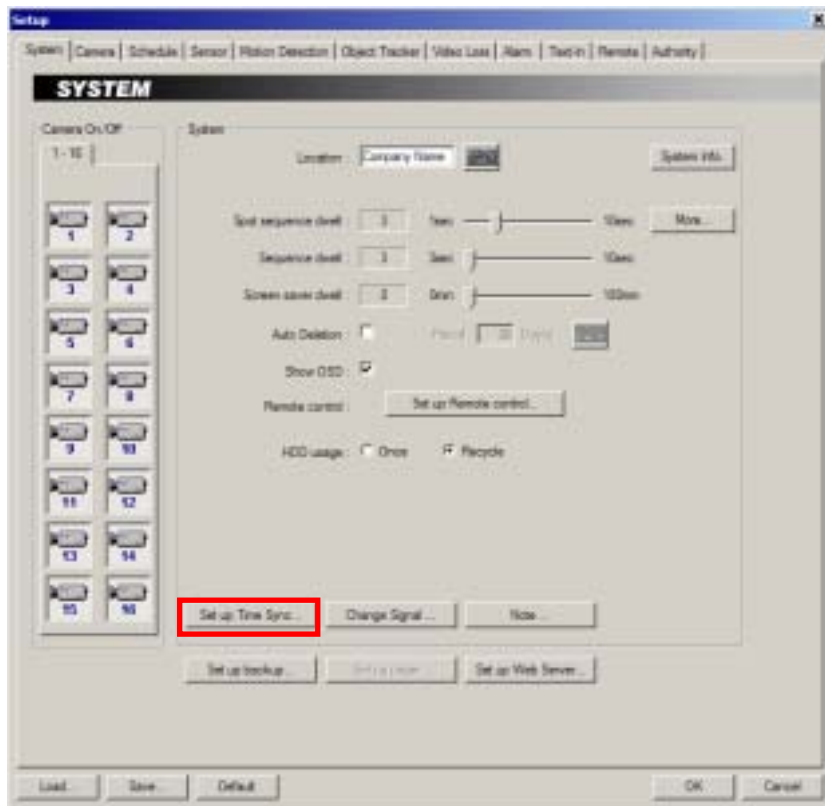 Setup
System Camera Schedule Sensor Motion Detection Object Tracker Video Loss Alarm Text-in Remote Authority
SYSTEM
Camera On/Off
System
1 - 16
Location : Company Name
System info.
Spot sequence dwell : 3 1sec 10sec
More...
Sequence dwell : 3 3sec 10sec
Screen saver dwell : 0 0min 100min
1 2
3 4
5 6
7 8
9 10
11 12
13 14
15 16
Auto Deletion :
Show OSD :
Remote control : Set up Remote control...
HDD usage : Once Recycle
Set up Time Sync... Change Signal ... Note ...
Set up backup... Set up Web Server...
Load... Save... Default OK Cancel